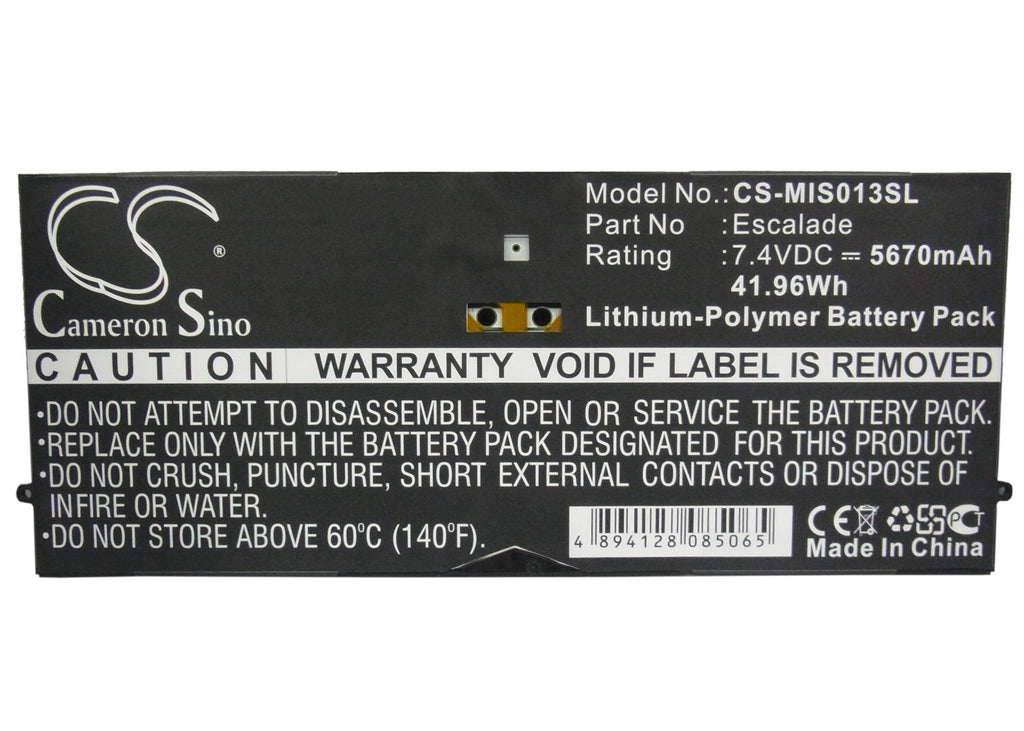 CS®
Cameron Sino
Model No.: CS-MIS013SL
Part No : Escalade
Rating : 7.4VDC ⎓ 5670mAh
41.96Wh
Lithium-Polymer Battery Pack
CAUTION WARRANTY VOID IF LABEL IS REMOVED
•DO NOT ATTEMPT TO DISASSEMBLE, OPEN OR SERVICE THE BATTERY PACK.
•REPLACE ONLY WITH THE BATTERY PACK DESIGNATED FOR THIS PRODUCT.
•DO NOT CRUSH, PUNCTURE, SHORT EXTERNAL CONTACTS OR DISPOSE OF
INFIRE OR WATER.
•DO NOT STORE ABOVE 60°C (140°F).
4 894128 085065
CE PCT
Made In China